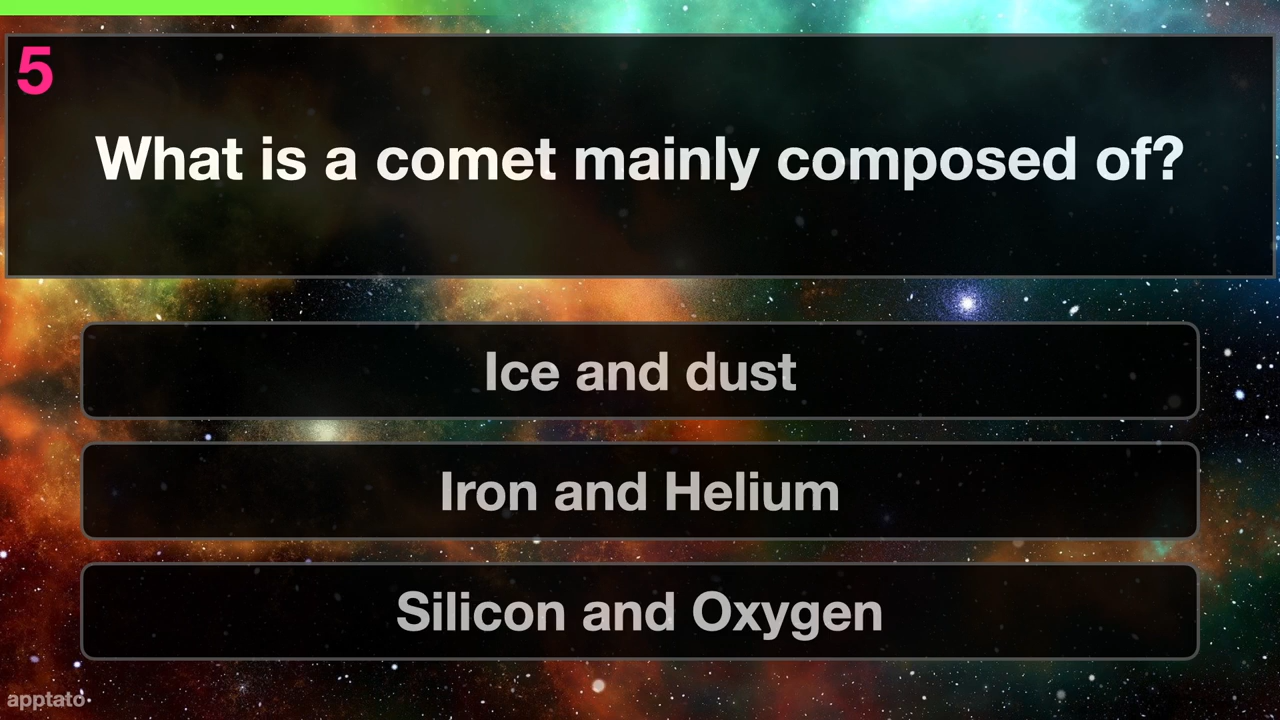 5
What is a comet mainly composed of?
Ice and dust
Iron and Helium
Silicon and Oxygen
apptato